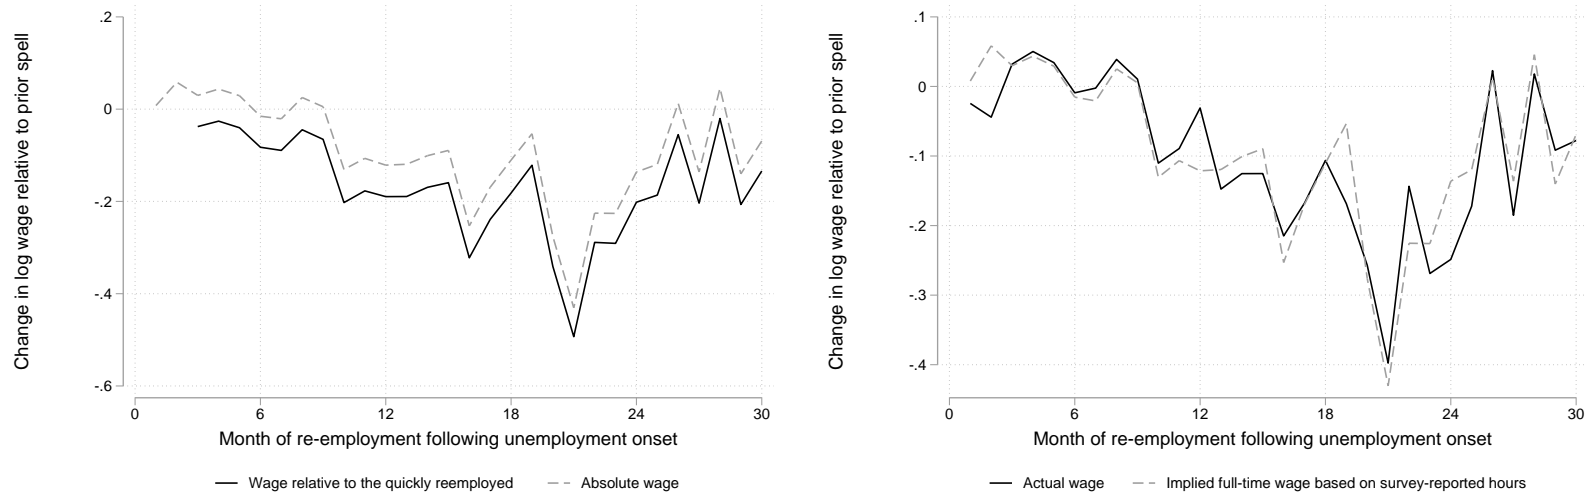 Change in log wage relative to prior spell
.2
0
-.2
-.4
-.6
0 6 12 18 24 30
Month of re-employment following unemployment onset
Wage relative to the quickly reemployed Absolute wage
Change in log wage relative to prior spell
.1
0
-.1
-.2
-.3
-.4
0 6 12 18 24 30
Month of re-employment following unemployment onset
Actual wage Implied full-time wage based on survey-reported hours